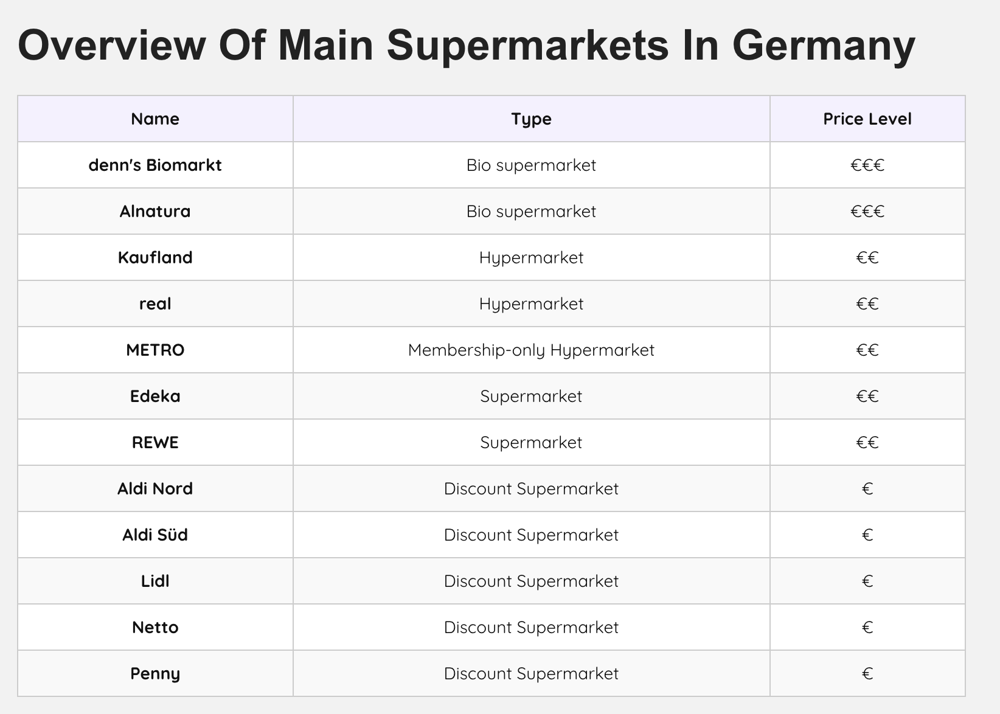 Overview Of Main Supermarkets In Germany
Name Type Price Level
denn's Biomarkt Bio supermarket €€€
Alnatura Bio supermarket €€€
Kaufland Hypermarket €€
real Hypermarket €€
METRO Membership-only Hypermarket €€
Edeka Supermarket €€
REWE Supermarket €€
Aldi Nord Discount Supermarket €
Aldi Süd Discount Supermarket €
Lidl Discount Supermarket €
Netto Discount Supermarket €
Penny Discount Supermarket €